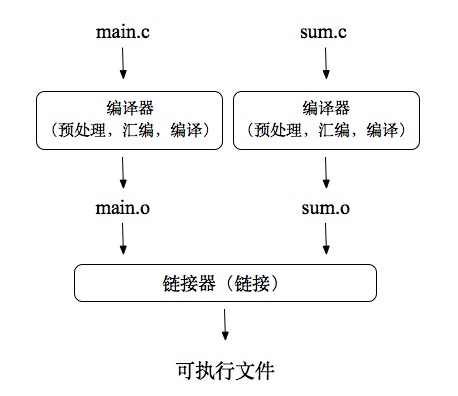 main.c
sum.c
编译器
（预处理，汇编，编译）
编译器
（预处理，汇编，编译）
main.o
sum.o
链接器（链接）
可执行文件